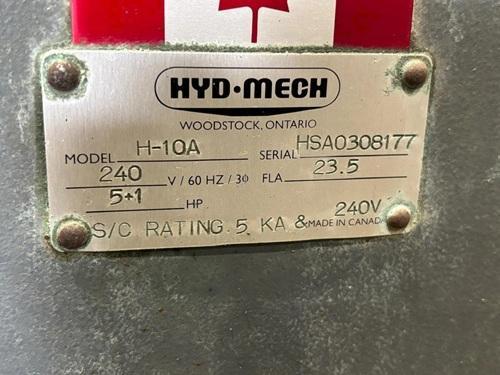 HYD·MECH
WOODSTOCK, ONTARIO
MODEL H-10A SERIAL HSA0308177
240 V / 60 HZ / 3Φ FLA 23.5
5+1 HP
S/C RATING 5 KA & 240V MADE IN CANADA